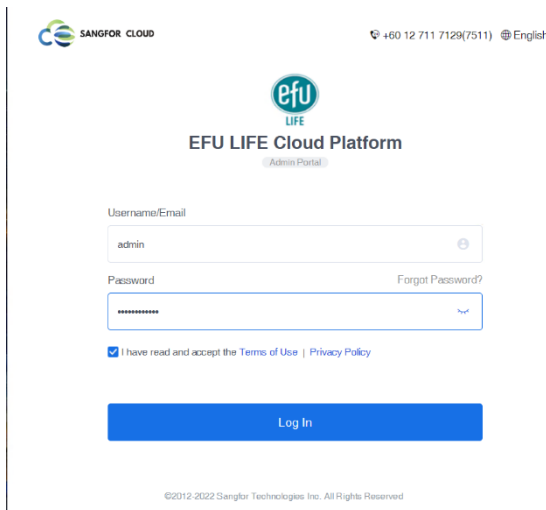 SANGFOR CLOUD
+60 12 711 7129(7511) English
efu
LIFE
EFU LIFE Cloud Platform
Admin Portal
Username/Email
admin
Password Forgot Password?
••••••••••••
I have read and accept the Terms of Use | Privacy Policy
Log In
©2012-2022 Sangfor Technologies Inc. All Rights Reserved